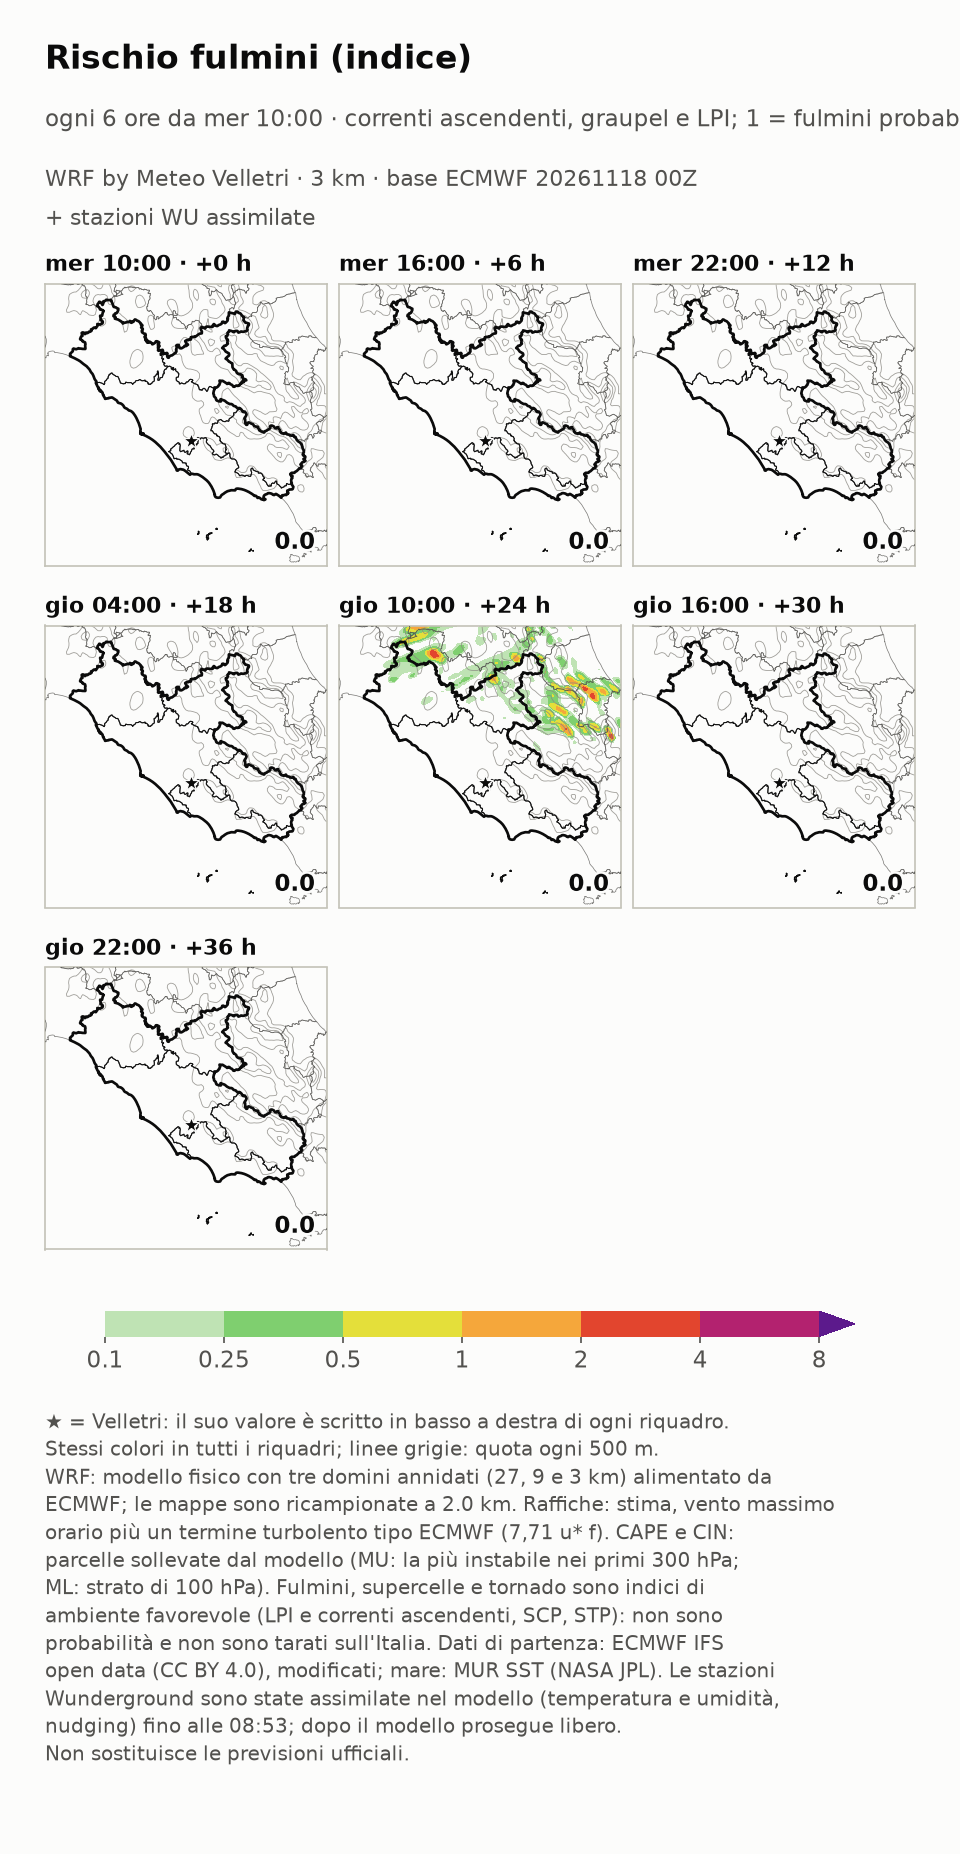 Rischio fulmini (indice)
ogni 6 ore da mer 10:00 · correnti ascendenti, graupel e LPI; 1 = fulmini probab
WRF by Meteo Velletri · 3 km · base ECMWF 20261118 00Z
+ stazioni WU assimilate
mer 10:00 · +0 h
mer 16:00 · +6 h
mer 22:00 · +12 h
0.0
0.0
0.0
gio 04:00 · +18 h
gio 10:00 · +24 h
gio 16:00 · +30 h
0.0
0.0
0.0
gio 22:00 · +36 h
0.0
0.1 0.25 0.5 1 2 4 8
★ = Velletri: il suo valore è scritto in basso a destra di ogni riquadro.
Stessi colori in tutti i riquadri; linee grigie: quota ogni 500 m.
WRF: modello fisico con tre domini annidati (27, 9 e 3 km) alimentato da
ECMWF; le mappe sono ricampionate a 2.0 km. Raffiche: stima, vento massimo
orario più un termine turbolento tipo ECMWF (7,71 u* f). CAPE e CIN:
parcelle sollevate dal modello (MU: la più instabile nei primi 300 hPa;
ML: strato di 100 hPa). Fulmini, supercelle e tornado sono indici di
ambiente favorevole (LPI e correnti ascendenti, SCP, STP): non sono
probabilità e non sono tarati sull'Italia. Dati di partenza: ECMWF IFS
open data (CC BY 4.0), modificati; mare: MUR SST (NASA JPL). Le stazioni
Wunderground sono state assimilate nel modello (temperatura e umidità,
nudging) fino alle 08:53; dopo il modello prosegue libero.
Non sostituisce le previsioni ufficiali.